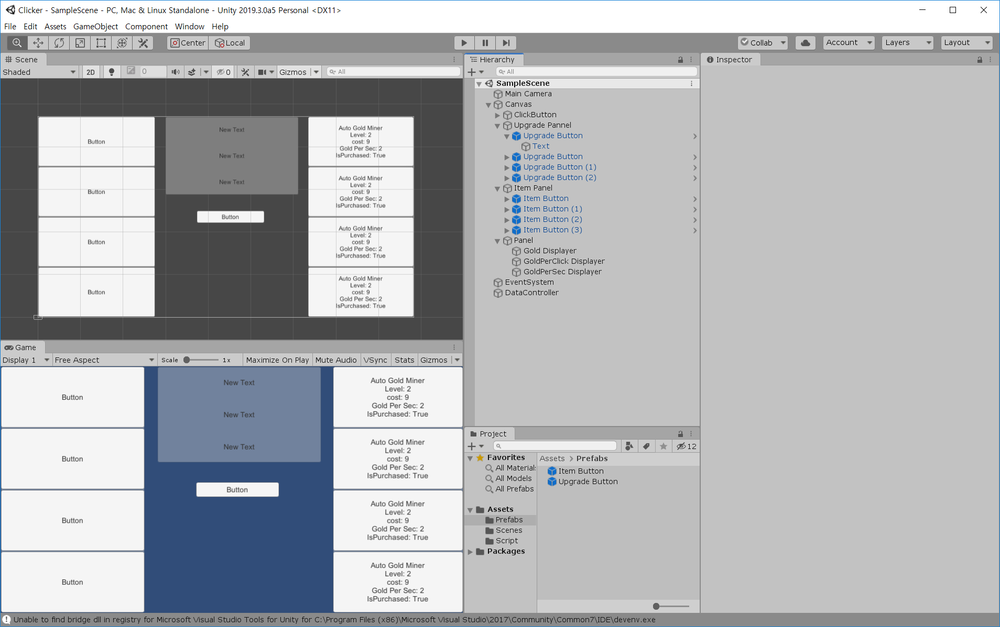 Clicker - SampleScene - PC, Mac & Linux Standalone - Unity 2019.3.0a5 Personal <DX11>
File Edit Assets GameObject Component Window Help
Center Local Collab Account Layers Layout
Scene
Shaded 2D 0 0 Gizmos All
Button
Button
Button
Button
New Text
New Text
New Text
Button
Auto Gold Miner
Level: 2
cost: 9
Gold Per Sec: 2
IsPurchased: True
Auto Gold Miner
Level: 2
cost: 9
Gold Per Sec: 2
IsPurchased: True
Auto Gold Miner
Level: 2
cost: 9
Gold Per Sec: 2
IsPurchased: True
Auto Gold Miner
Level: 2
cost: 9
Gold Per Sec: 2
IsPurchased: True
Game
Display 1 Free Aspect Scale 1x Maximize On Play Mute Audio VSync Stats Gizmos
Button
Button
Button
Button
New Text
New Text
New Text
Button
Auto Gold Miner
Level: 2
cost: 9
Gold Per Sec: 2
IsPurchased: True
Auto Gold Miner
Level: 2
cost: 9
Gold Per Sec: 2
IsPurchased: True
Auto Gold Miner
Level: 2
cost: 9
Gold Per Sec: 2
IsPurchased: True
Auto Gold Miner
Level: 2
cost: 9
Gold Per Sec: 2
IsPurchased: True
Hierarchy
All
SampleScene
Main Camera
Canvas
ClickButton
Upgrade Pannel
Upgrade Button
Text
Upgrade Button
Upgrade Button (1)
Upgrade Button (2)
Item Panel
Item Button
Item Button (1)
Item Button (2)
Item Button (3)
Panel
Gold Displayer
GoldPerClick Displayer
GoldPerSec Displayer
EventSystem
DataController
Project
12
Favorites
All Material
All Models
All Prefabs
Assets
Prefabs
Scenes
Script
Packages
Assets > Prefabs
Item Button
Upgrade Button
Inspector
Unable to find bridge dll in registry for Microsoft Visual Studio Tools for Unity for C:\Program Files (x86)\Microsoft Visual Studio\2017\Community\Common7\IDE\devenv.exe